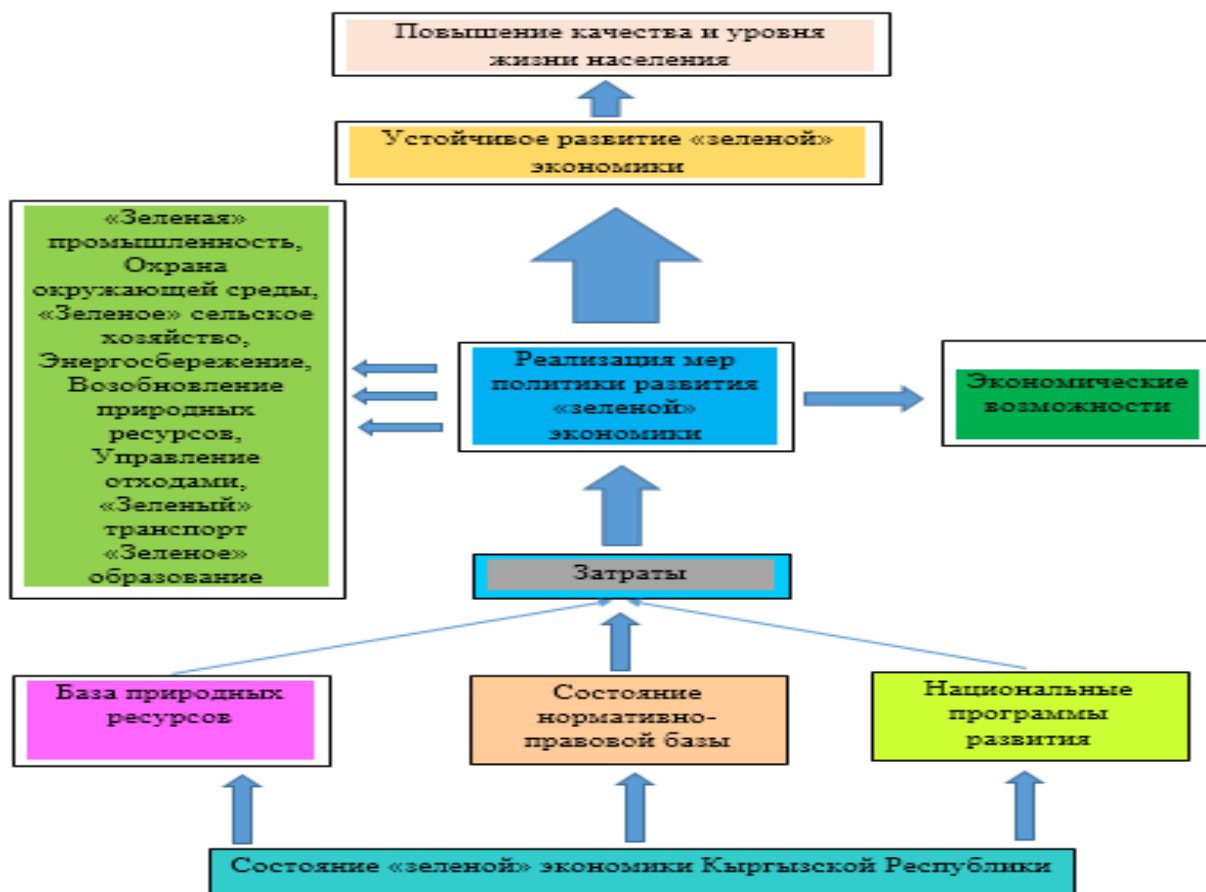 Повышение качества и уровня
жизни населения
Устойчивое развитие «зеленой»
экономики
«Зеленая»
промышленность,
Охрана
окружающей среды,
«Зеленое» сельское
хозяйство,
Энергосбережение,
Возобновление
природных
ресурсов,
Управление
отходами,
«Зеленый»
транспорт
«Зеленое»
образование
Реализация мер
политики развития
«зеленой»
экономики
Экономические
возможности
Затраты
База природных
ресурсов
Состояние
нормативно-
правовой базы
Национальные
программы
развития
Состояние «зеленой» экономики Кыргызской Республики